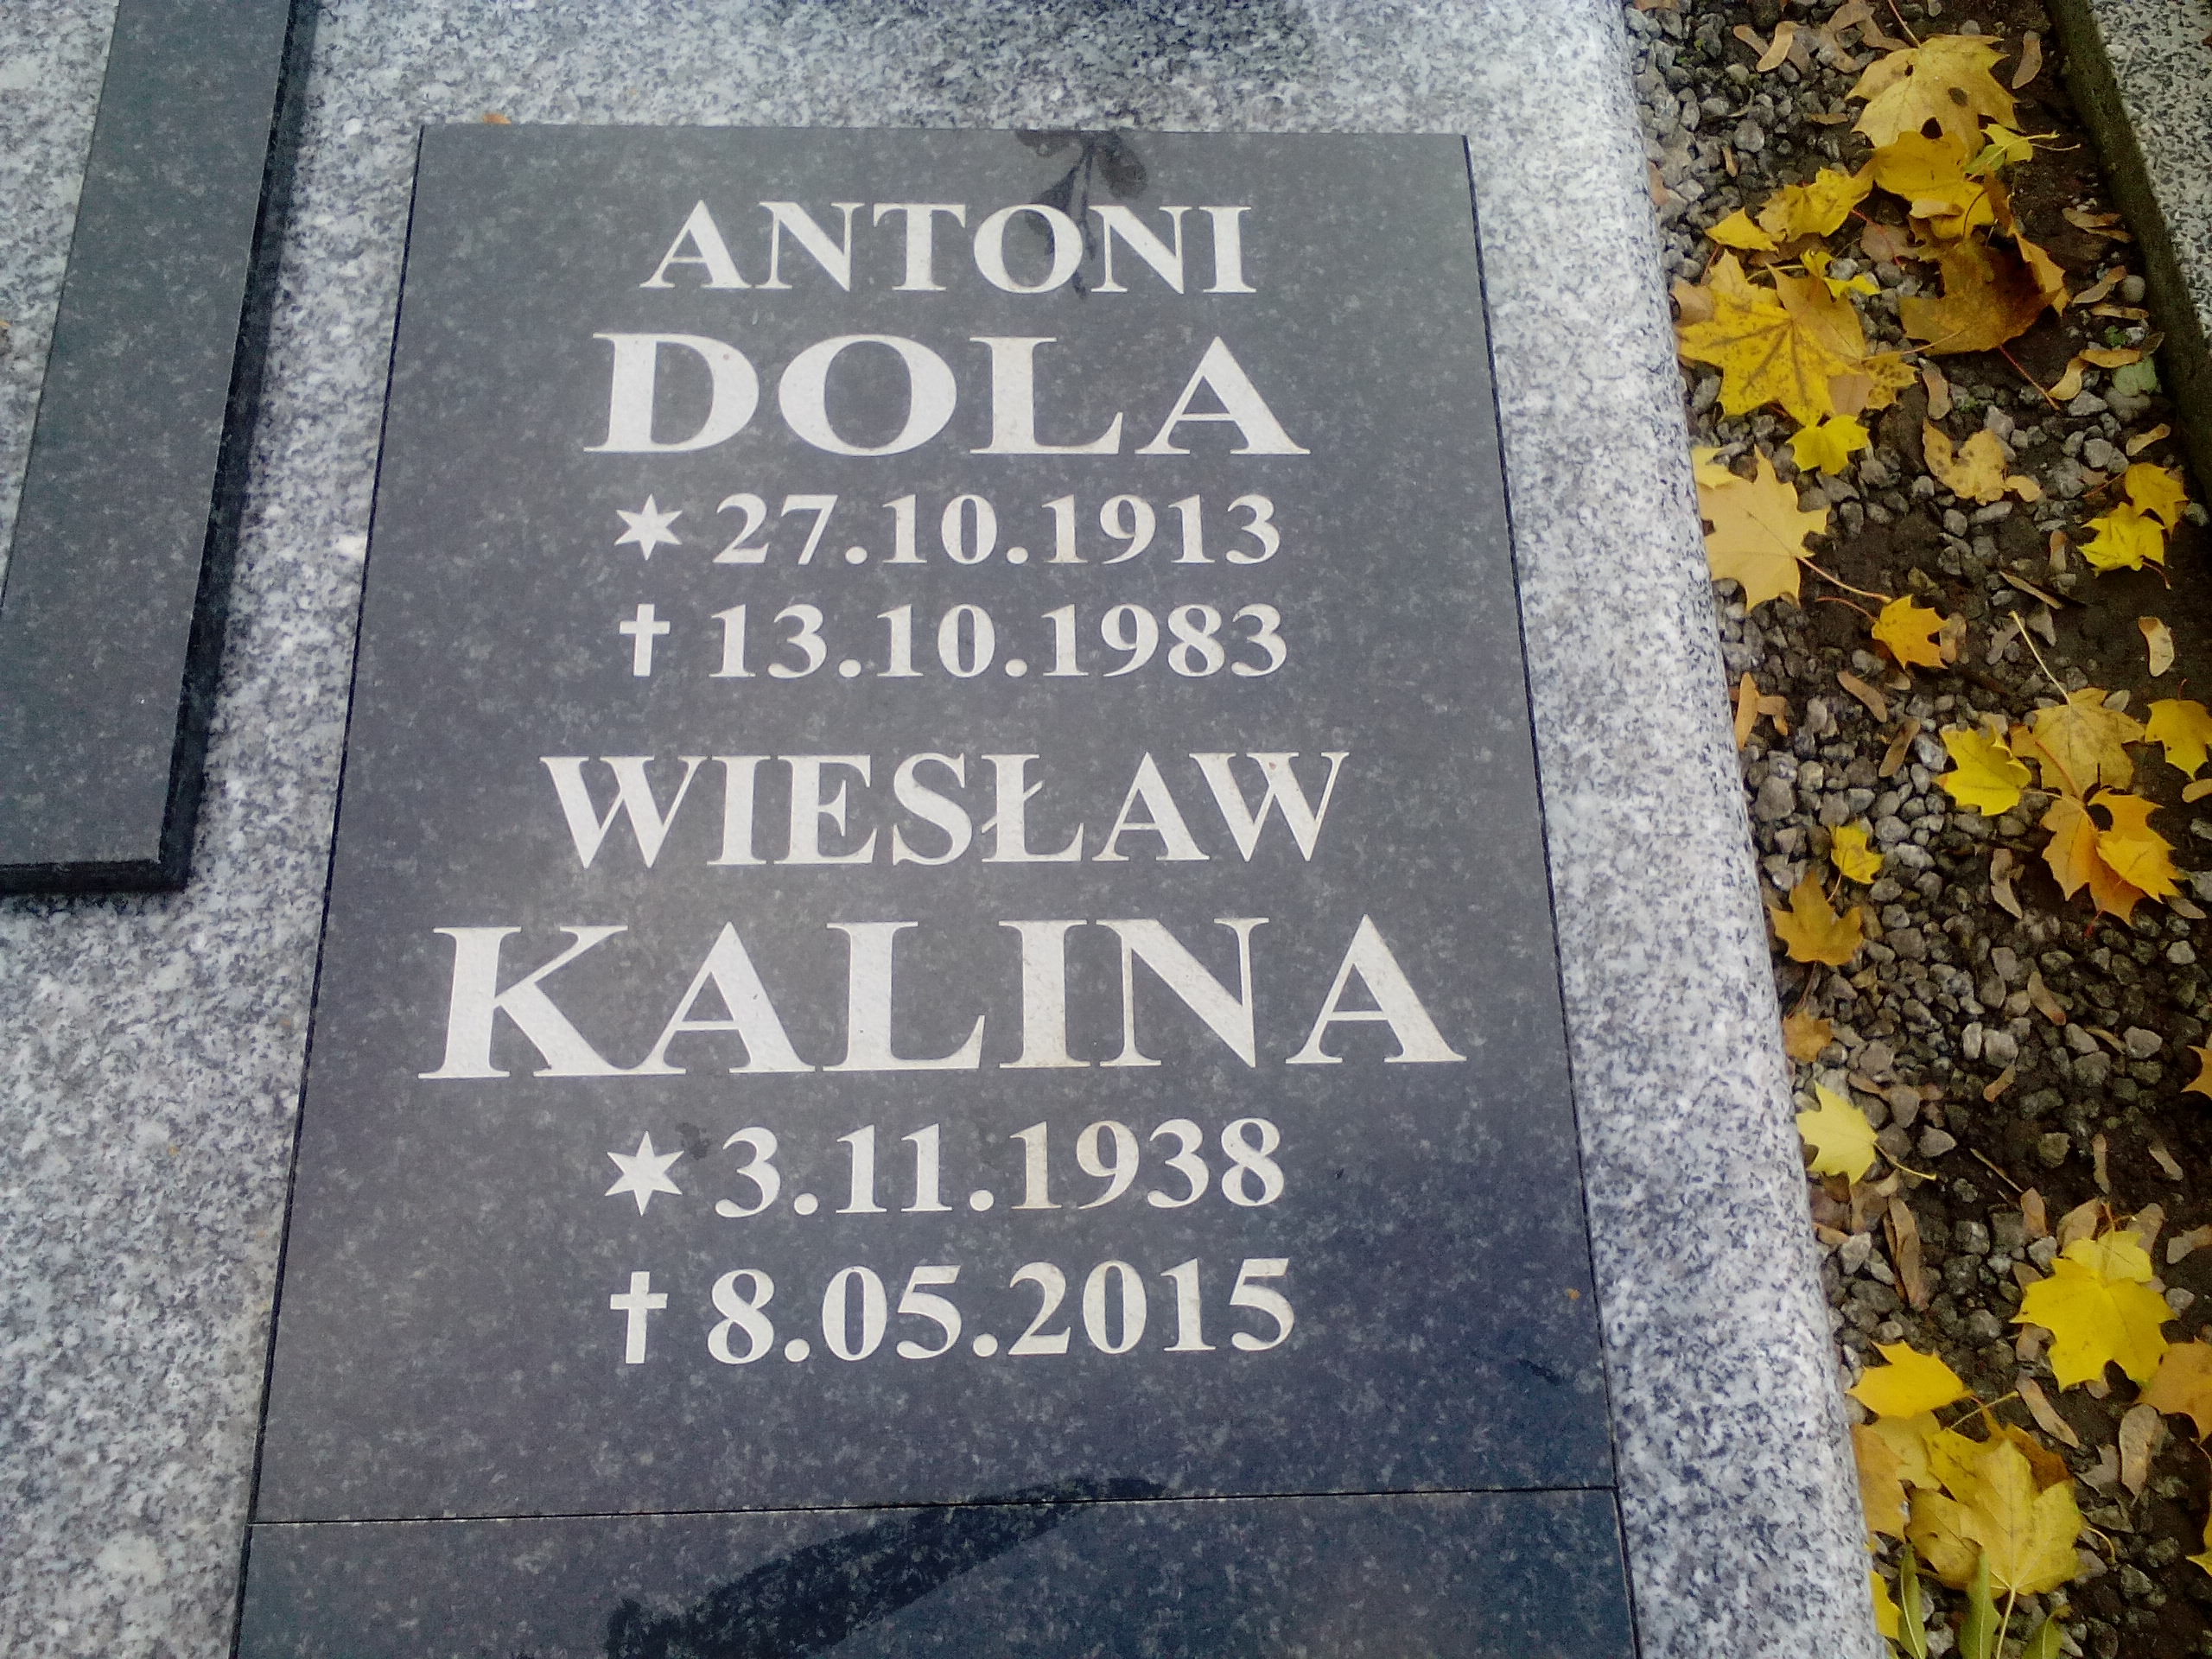 ANTONI
DOLA
✶ 27.10.1913
† 13.10.1983
WIESŁAW
KALINA
✶ 3.11.1938
† 8.05.2015